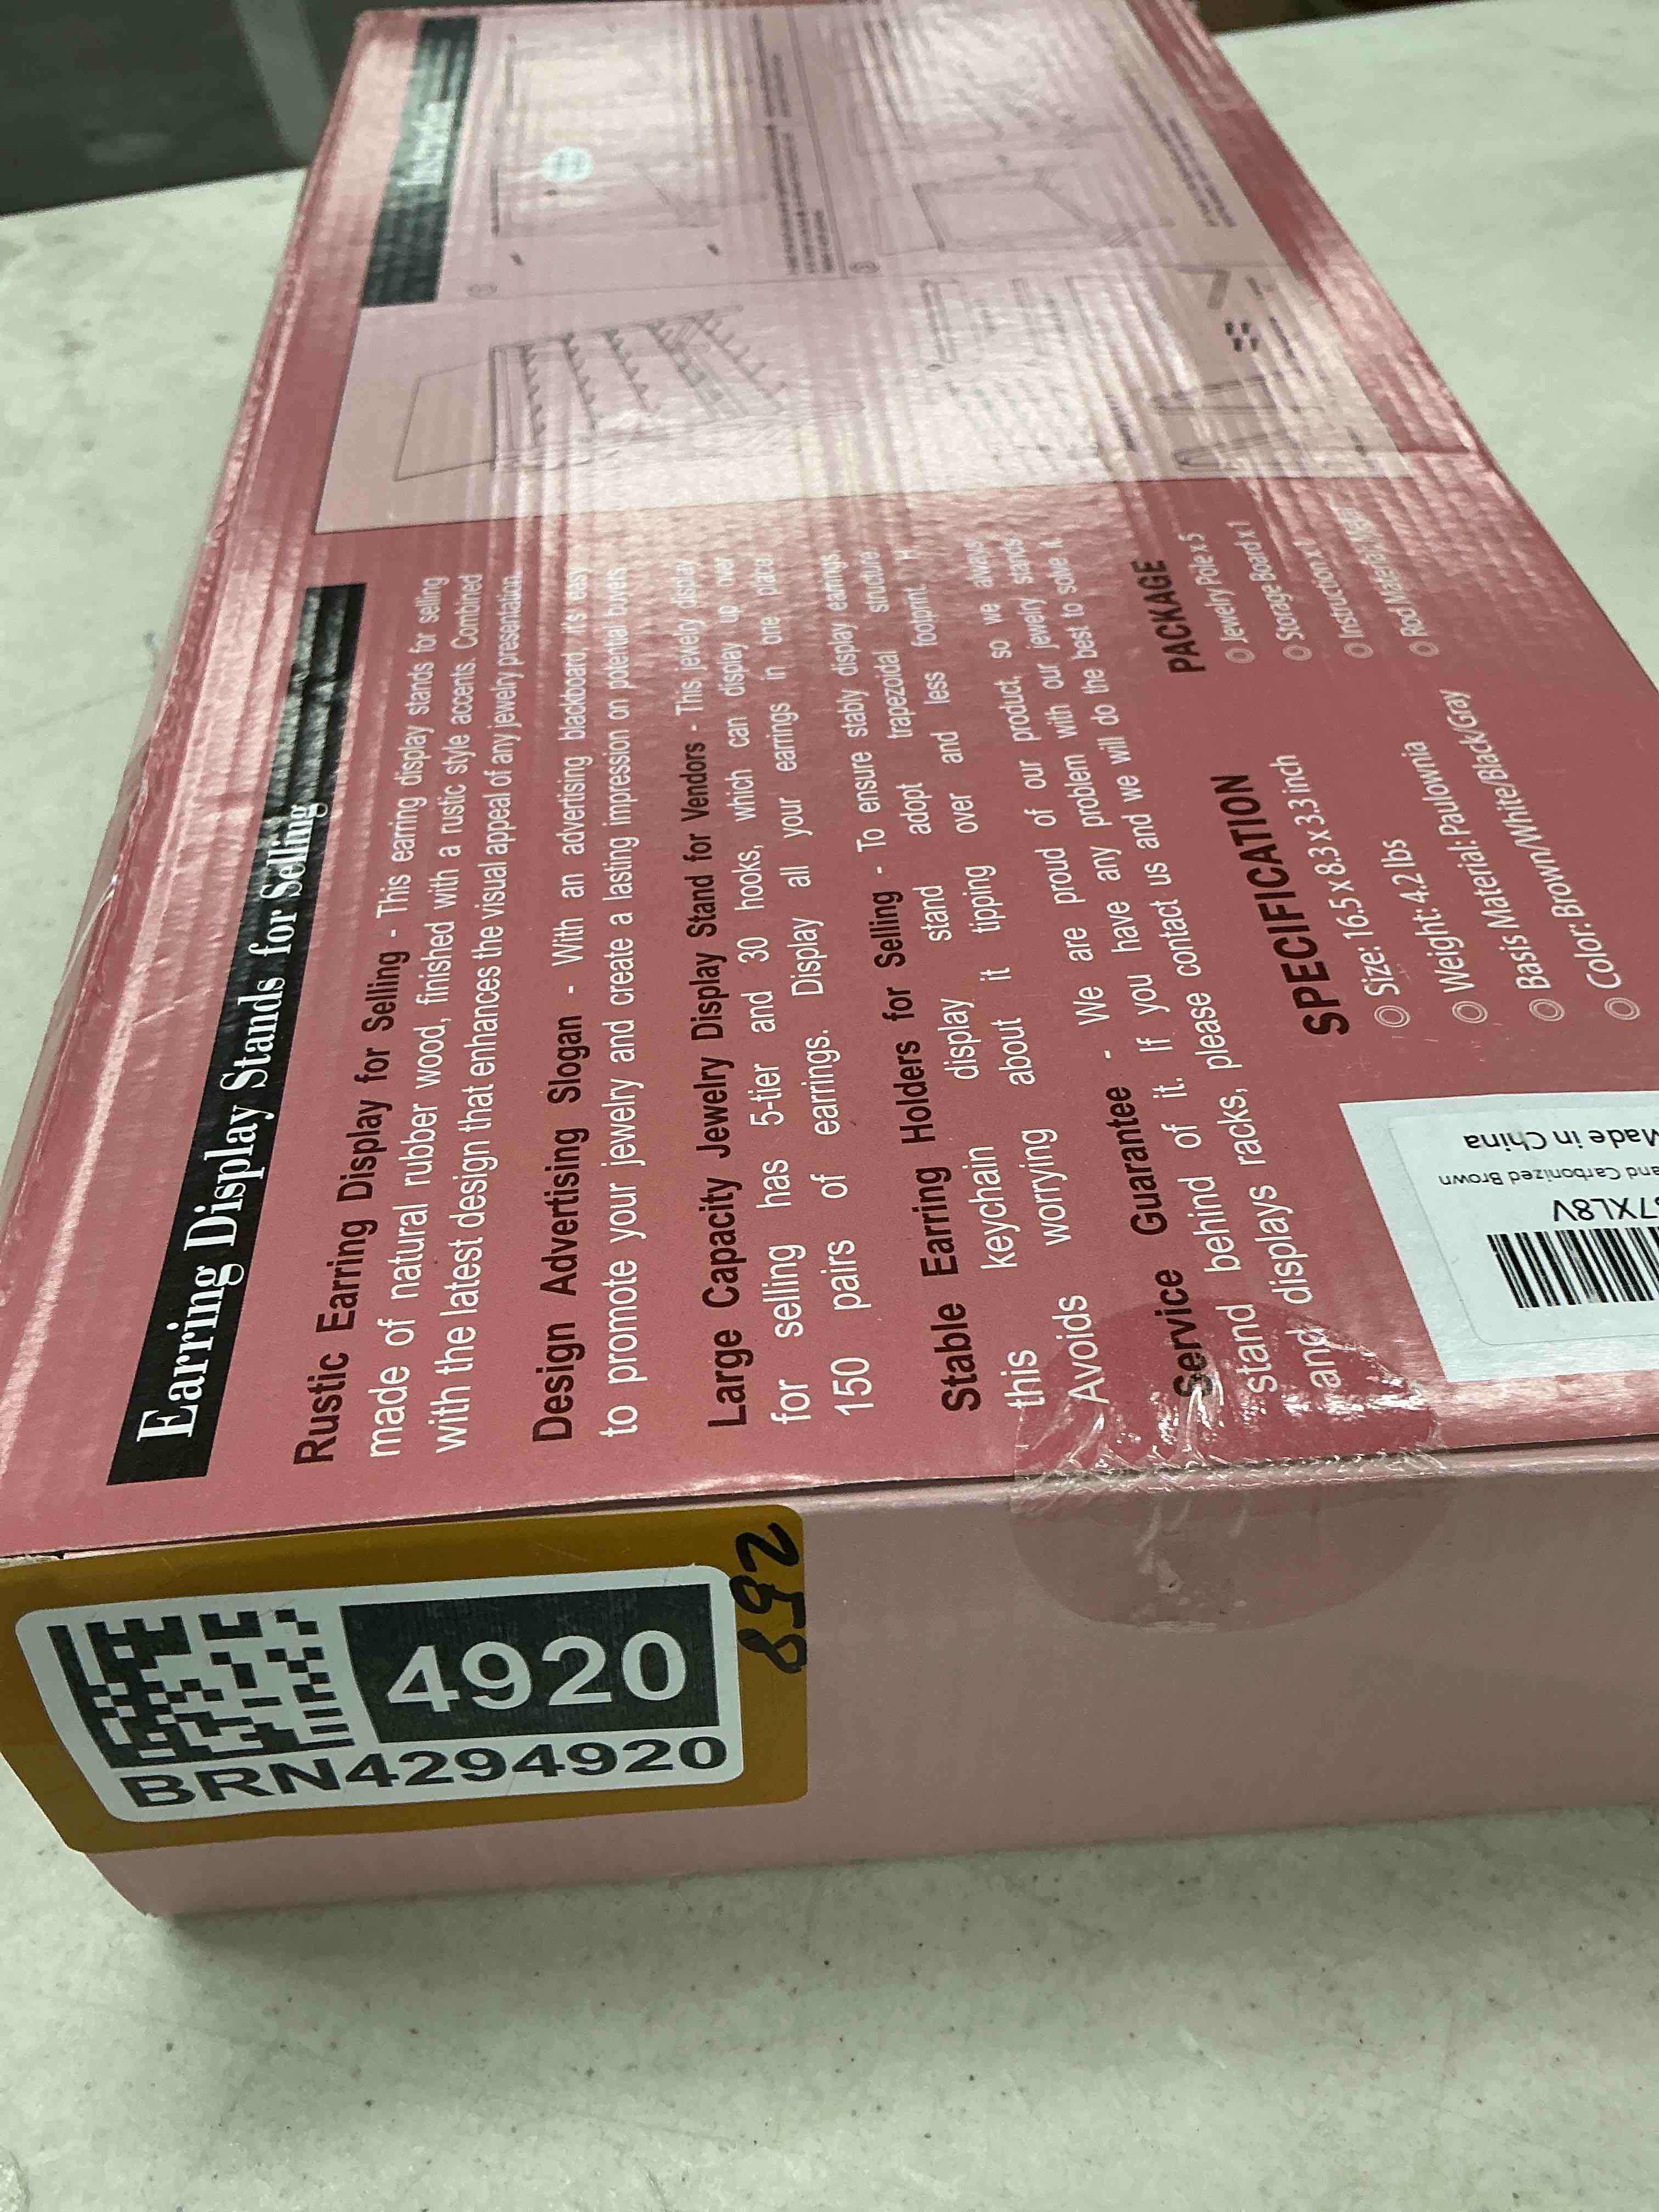 Earring Display Stands for Selling
Rustic Earring Display for Selling - This earring display stands for selling
made of natural rubber wood, finished with a rustic style accents. Combined
with the latest design that enhances the visual appeal of any jewelry presentation.
Design Advertising Slogan - With an advertising blackboard, it's easy
to promote your jewelry and create a lasting impression on potential buyers
Large Capacity Jewelry Display Stand for Vendors - This jewelry display
for selling has 5-tier and 30 hooks, which can display up over
150 pairs of earrings. Display all your earrings in one place
Stable Earring Holders for Selling - To ensure stably display earings
this keychain display stand adopt trapezoidal structure
Avoids worrying about it tipping over and less footprint
Service Guarantee - We are proud of our product, so we always
stand behind of it. If you have any problem with our jewelry stands
and displays racks, please contact us and we will do the best to solve it
SPECIFICATION
Size: 16.5 x 8.3 x 3.3 inch
Weight: 4.2 lbs
Basis Material: Paulownia
Color: Brown/White/Black/Gray
PACKAGE
Jewelry Pole x 5
Storage Board x 1
Instruction x
Rod Material:
Instruction
7XL8V
and Carbonized Brown
Made in China
4920
BRN4294920
892